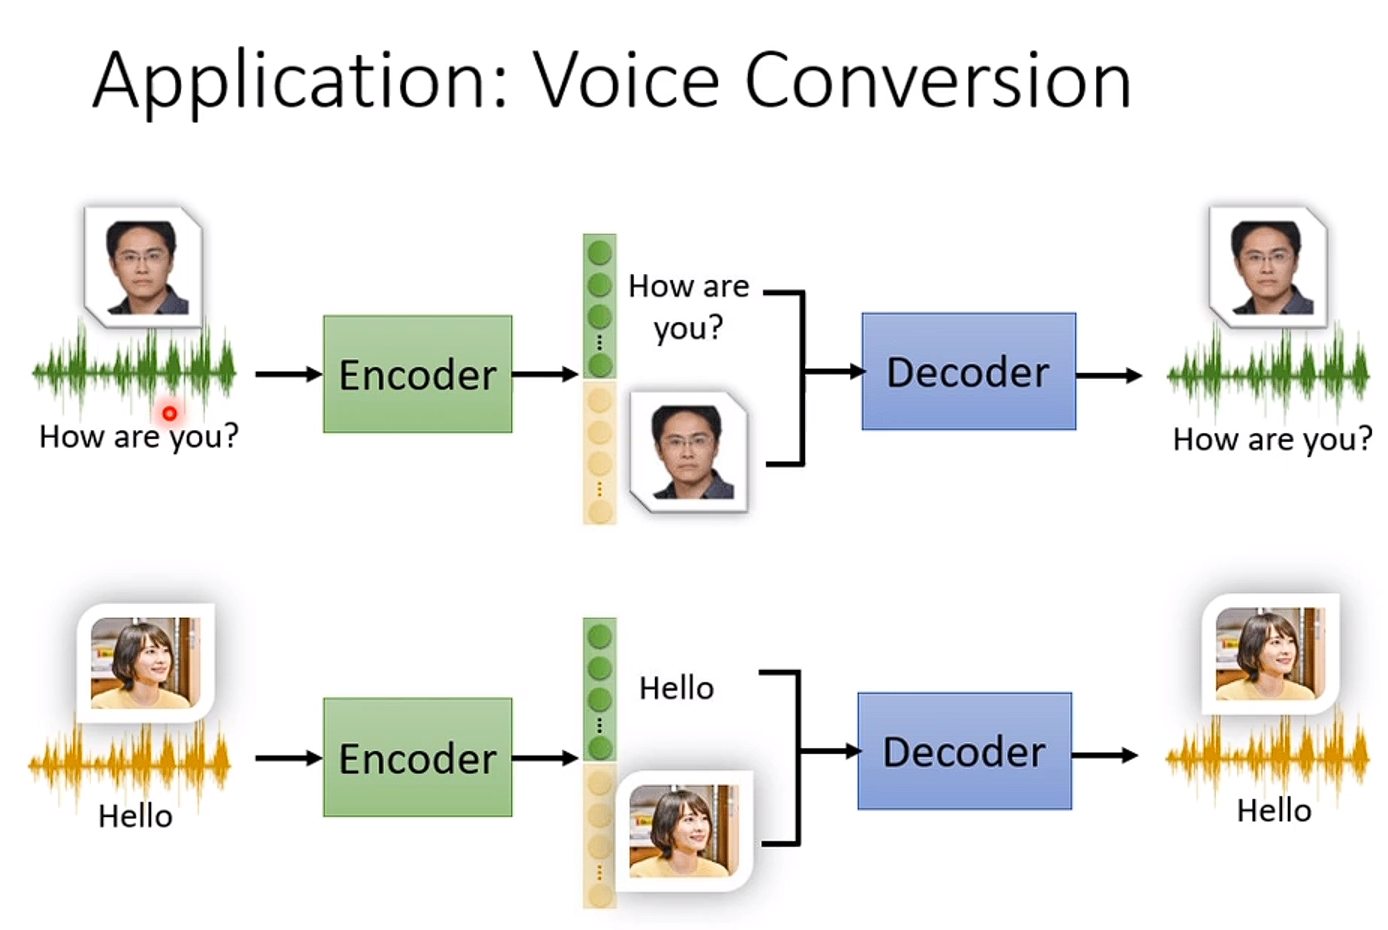 Application: Voice Conversion
How are you?
Encoder
How are
you?
Decoder
How are you?
Hello
Encoder
Hello
Decoder
Hello